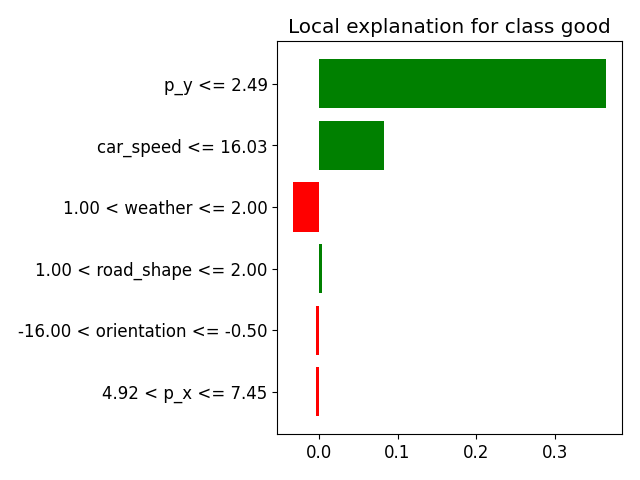 Local explanation for class good
p_y <= 2.49
car_speed <= 16.03
1.00 < weather <= 2.00
1.00 < road_shape <= 2.00
-16.00 < orientation <= -0.50
4.92 < p_x <= 7.45
0.0 0.1 0.2 0.3